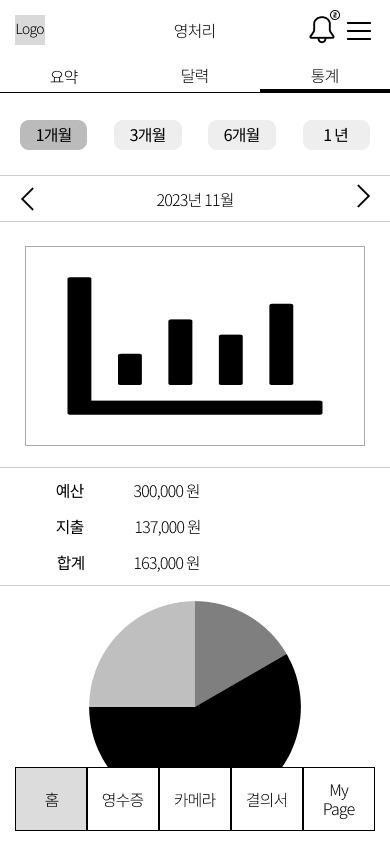 Logo
영처리
요약
달력
통계
1개월
3개월
6개월
1 년
2023년 11월
예산 300,000 원
지출 137,000 원
합계 163,000 원
홈
영수증
카메라
결의서
My
Page